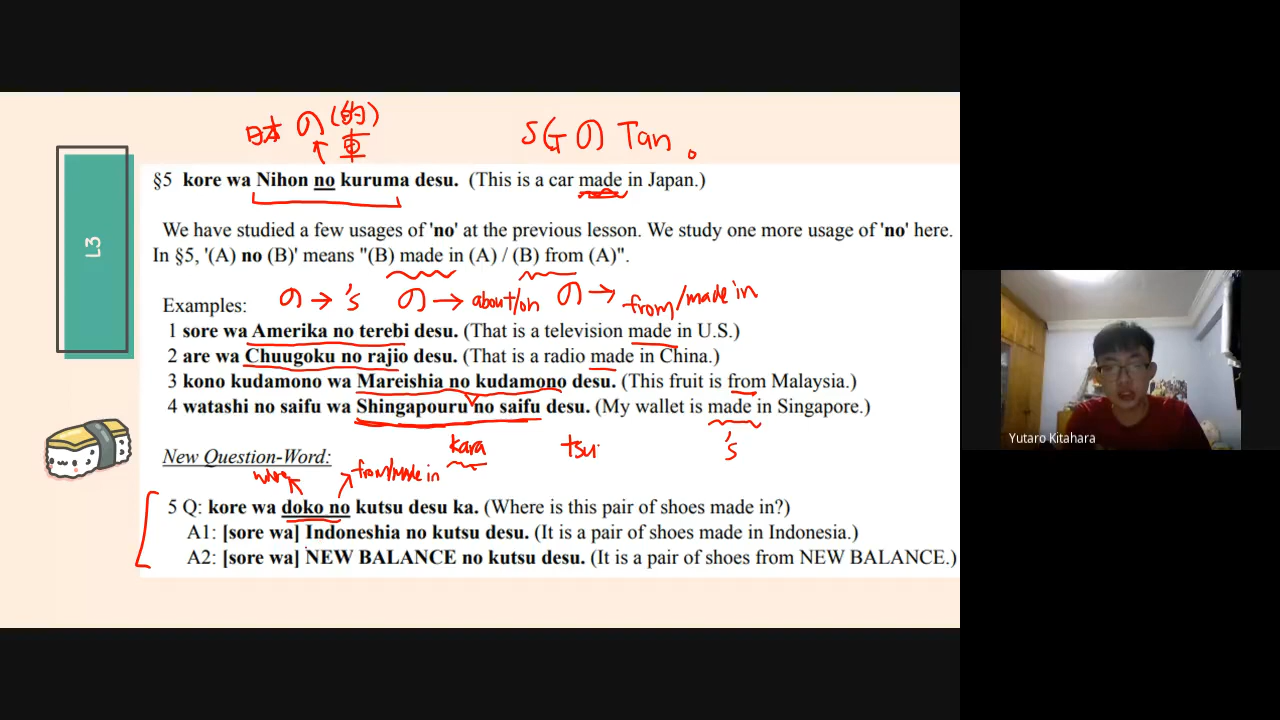 日本 の (的)
車
SG の Tan 。
L3
§5 kore wa Nihon no kuruma desu. (This is a car made in Japan.)
We have studied a few usages of 'no' at the previous lesson. We study one more usage of 'no' here.
In §5, '(A) no (B)' means "(B) made in (A) / (B) from (A)".
の → 's の → about/on の → from/made in
Examples:
1 sore wa Amerika no terebi desu. (That is a television made in U.S.)
2 are wa Chuugoku no rajio desu. (That is a radio made in China.)
3 kono kudamono wa Mareishia no kudamono desu. (This fruit is from Malaysia.)
4 watashi no saifu wa Shingapouru no saifu desu. (My wallet is made in Singapore.)
kara tsui 's
Yutaro Kitahara
New Question-Word:
where from/made in
5 Q: kore wa doko no kutsu desu ka. (Where is this pair of shoes made in?)
A1: [sore wa] Indoneshia no kutsu desu. (It is a pair of shoes made in Indonesia.)
A2: [sore wa] NEW BALANCE no kutsu desu. (It is a pair of shoes from NEW BALANCE.)